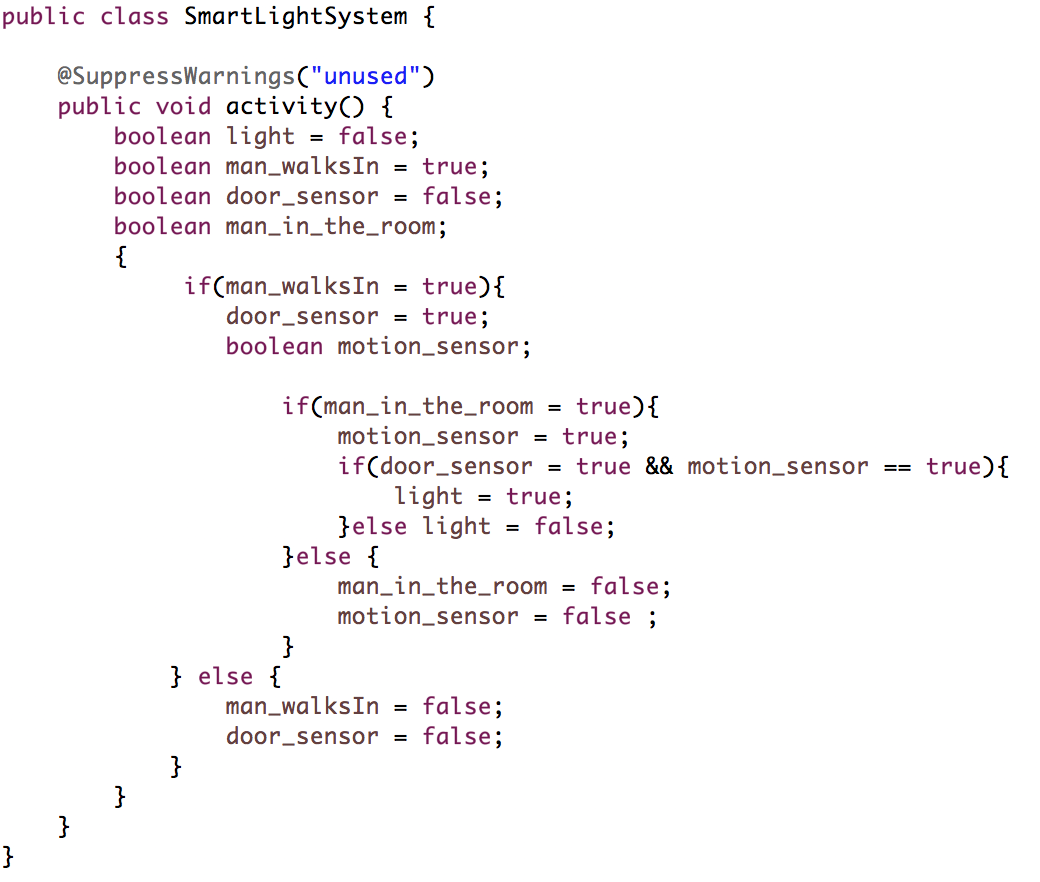 public class SmartLightSystem {
@SuppressWarnings("unused")
public void activity() {
boolean light = false;
boolean man_walksIn = true;
boolean door_sensor = false;
boolean man_in_the_room;
{
if(man_walksIn = true){
door_sensor = true;
boolean motion_sensor;
if(man_in_the_room = true){
motion_sensor = true;
if(door_sensor = true && motion_sensor == true){
light = true;
}else light = false;
}else {
man_in_the_room = false;
motion_sensor = false ;
}
} else {
man_walksIn = false;
door_sensor = false;
}
}
}
}